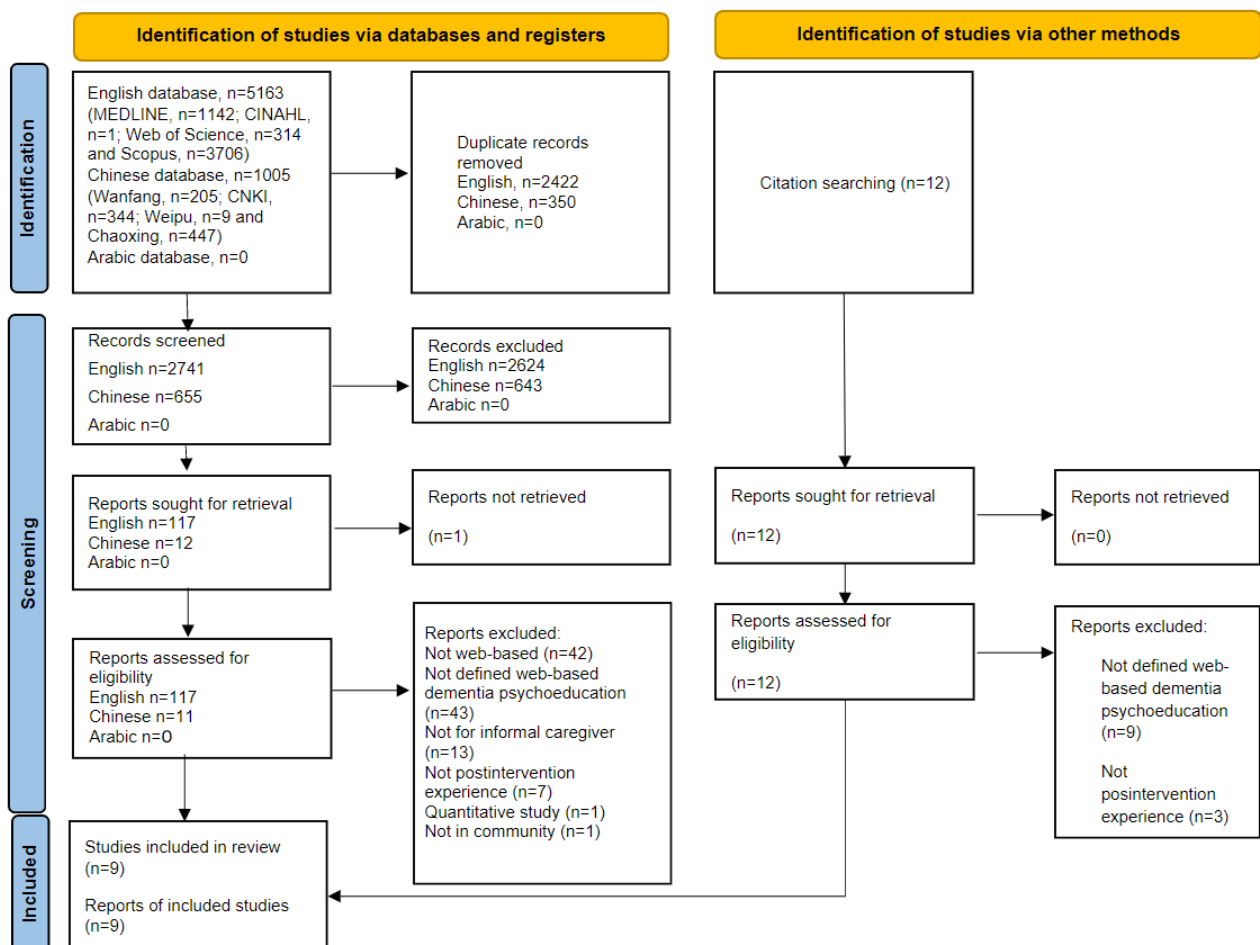 Identification of studies via databases and registers
Identification of studies via other methods
Identification
English database, n=5163
(MEDLINE, n=1142; CINAHL,
n=1; Web of Science, n=314
and Scopus, n=3706)
Chinese database, n=1005
(Wanfang, n=205; CNKI,
n=344; Weipu, n=9 and
Chaoxing, n=447)
Arabic database, n=0
Duplicate records
removed
English, n=2422
Chinese, n=350
Arabic, n=0
Citation searching (n=12)
Screening
Records screened
English n=2741
Chinese n=655
Arabic n=0
Records excluded
English n=2624
Chinese n=643
Arabic n=0
Reports sought for retrieval
English n=117
Chinese n=12
Arabic n=0
Reports not retrieved
(n=1)
Reports sought for retrieval
(n=12)
Reports not retrieved
(n=0)
Reports assessed for
eligibility
English n=117
Chinese n=11
Arabic n=0
Reports excluded:
Not web-based (n=42)
Not defined web-based
dementia psychoeducation
(n=43)
Not for informal caregiver
(n=13)
Not postintervention
experience (n=7)
Quantitative study (n=1)
Not in community (n=1)
Reports assessed for
eligibility
(n=12)
Reports excluded:
Not defined web-
based dementia
psychoeducation
(n=9)
Not
posintervention
experience (n=3)
Included
Studies included in review
(n=9)
Reports of included studies
(n=9)